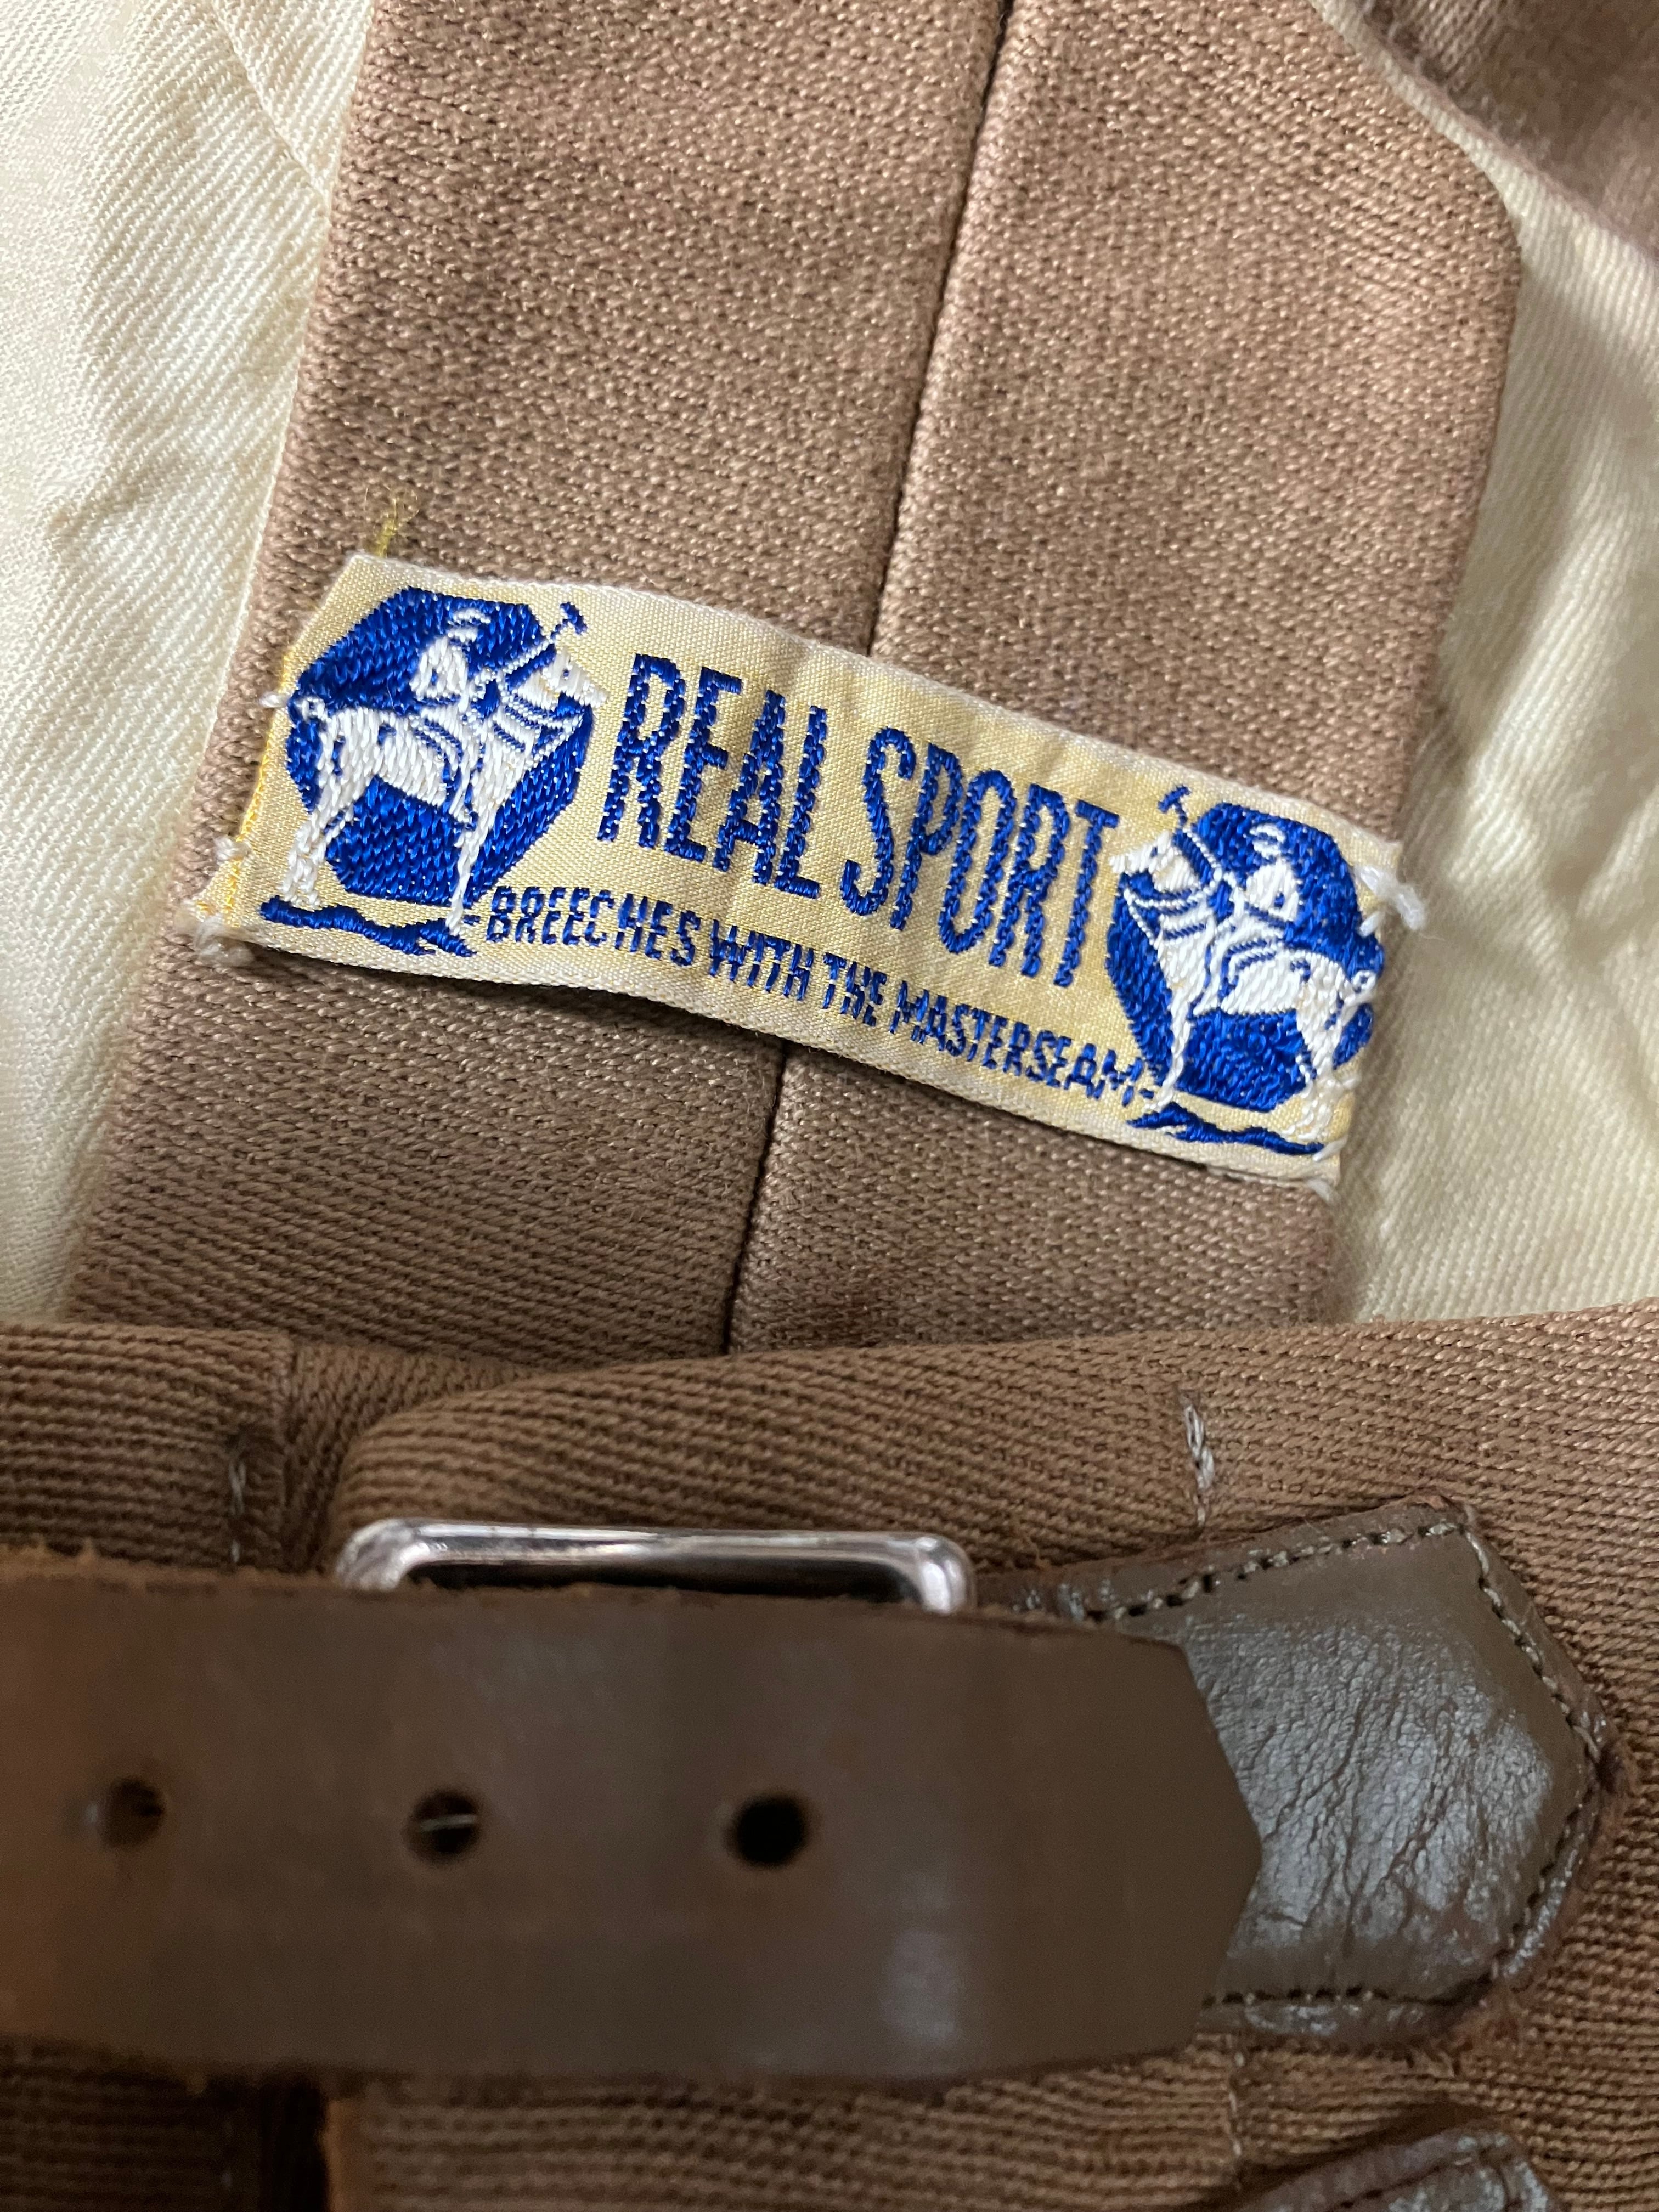 REAL SPORT
-BREECHES WITH THE MASTERSEAM-